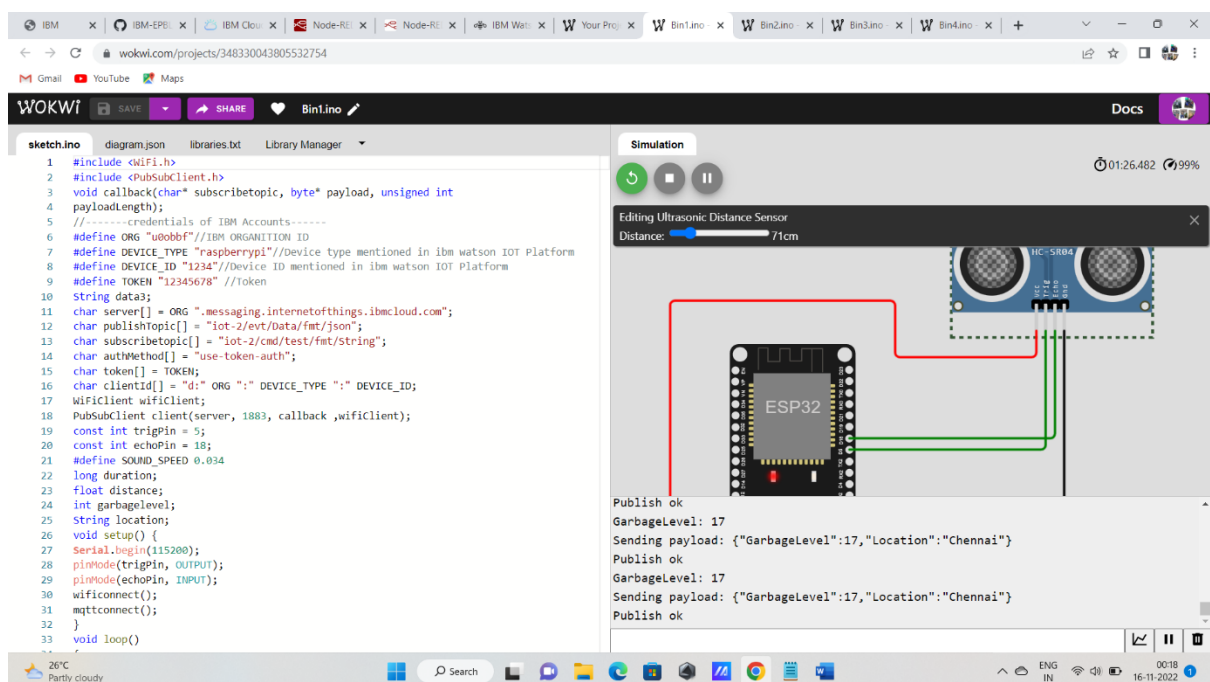 IBM
IBM-EPBL
IBM Clou
Node-RE
Node-RE
IBM Wats
Your Proj
Bin1.ino -
Bin2.ino -
Bin3.ino -
Bin4.ino -
wokwi.com/projects/348330043805532754
Gmail YouTube Maps
WOKWi SAVE SHARE Bin1.ino Docs
sketch.ino diagram.json libraries.txt Library Manager
1 #include <WiFi.h>
2 #include <PubSubClient.h>
3 void callback(char* subscribetopic, byte* payload, unsigned int
4 payloadLength);
5 //-------credentials of IBM Accounts------
6 #define ORG "u0obbf"//IBM ORGANITION ID
7 #define DEVICE_TYPE "raspberrypi"//Device type mentioned in ibm watson IOT Platform
8 #define DEVICE_ID "1234"//Device ID mentioned in ibm watson IOT Platform
9 #define TOKEN "12345678" //Token
10 String data3;
11 char server[] = ORG ".messaging.internetofthings.ibmcloud.com";
12 char publishTopic[] = "iot-2/evt/Data/fmt/json";
13 char subscribetopic[] = "iot-2/cmd/test/fmt/String";
14 char authMethod[] = "use-token-auth";
15 char token[] = TOKEN;
16 char clientId[] = "d:" ORG ":" DEVICE_TYPE ":" DEVICE_ID;
17 WiFiClient wifiClient;
18 PubSubClient client(server, 1883, callback ,wifiClient);
19 const int trigPin = 5;
20 const int echoPin = 18;
21 #define SOUND_SPEED 0.034
22 long duration;
23 float distance;
24 int garbagelevel;
25 String location;
26 void setup() {
27 Serial.begin(115200);
28 pinMode(trigPin, OUTPUT);
29 pinMode(echoPin, INPUT);
30 wificonnect();
31 mqttconnect();
32 }
33 void loop()
Simulation
01:26.482 99%
Editing Ultrasonic Distance Sensor
Distance: 71cm
HC-SR04
Vcc
Trig
Echo
Gnd
ESP32
Publish ok
GarbageLevel: 17
Sending payload: {"GarbageLevel":17,"Location":"Chennai"}
Publish ok
GarbageLevel: 17
Sending payload: {"GarbageLevel":17,"Location":"Chennai"}
Publish ok
26°C
Partly cloudy
Search
ENG
IN
00:18
16-11-2022
1